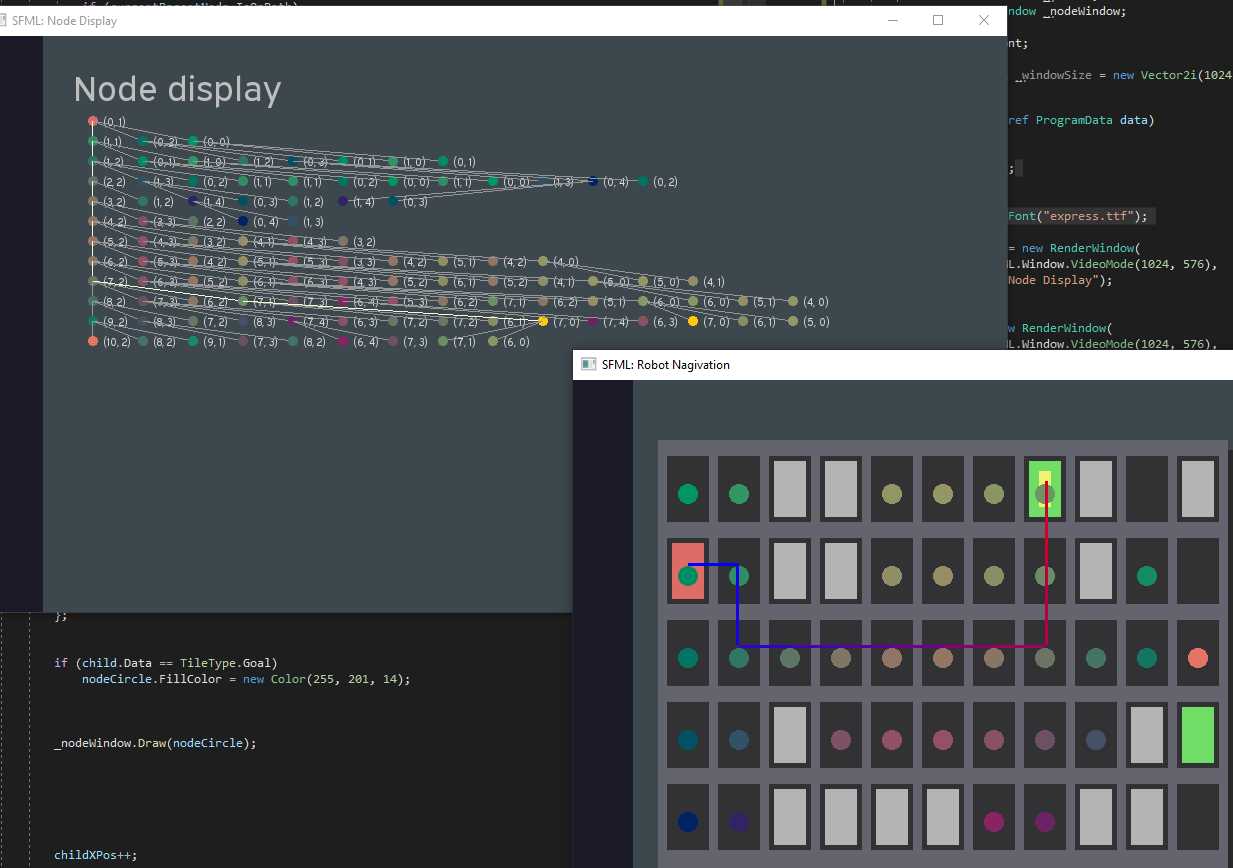 if (currentParentNode.IsOnPath)
SFML: Node Display
ndow _nodeWindow;
nt;
_windowSize = new Vector2i(1024
ref ProgramData data)
;
Font("express.ttf");
= new RenderWindow(
ML.Window.VideoMode(1024, 576),
Node Display");
w RenderWindow(
ML.Window.VideoMode(1024, 576),
Node display
(0, 1)
(1, 1) (0, 2) (0, 0)
(1, 2) (0, 1) (1, 0) (1, 2) (0, 3) (0, 1) (1, 0) (0, 1)
(2, 2) (1, 3) (0, 2) (1, 1) (1, 1) (0, 2) (0, 0) (1, 1) (0, 0) (1, 3) (0, 4) (0, 2)
(3, 2) (1, 2) (1, 4) (0, 3) (1, 2) (1, 4) (0, 3)
(4, 2) (3, 3) (2, 2) (0, 4) (1, 3)
(5, 2) (4, 3) (3, 2) (4, 1) (4, 3) (3, 2)
(6, 2) (5, 3) (4, 2) (5, 1) (5, 3) (3, 3) (4, 2) (5, 1) (4, 2) (4, 0)
(7, 2) (6, 3) (5, 2) (6, 1) (6, 3) (4, 3) (5, 2) (6, 1) (5, 2) (4, 1) (5, 0) (5, 0) (4, 1)
(8, 2) (7, 3) (6, 2) (7, 1) (7, 3) (6, 4) (5, 3) (6, 2) (7, 1) (6, 2) (5, 1) (6, 0) (6, 0) (5, 1) (4, 0)
(9, 2) (8, 3) (7, 2) (8, 3) (7, 4) (6, 3) (7, 2) (7, 2) (6, 1) (7, 0) (7, 4) (6, 3) (7, 0) (6, 1) (5, 0)
(10, 2) (8, 2) (9, 1) (7, 3) (8, 2) (6, 4) (7, 3) (7, 1) (6, 0)
SFML: Robot Nagivation
};
if (child.Data == TileType.Goal)
nodeCircle.FillColor = new Color(255, 201, 14);
_nodeWindow.Draw(nodeCircle);
childXPos++;